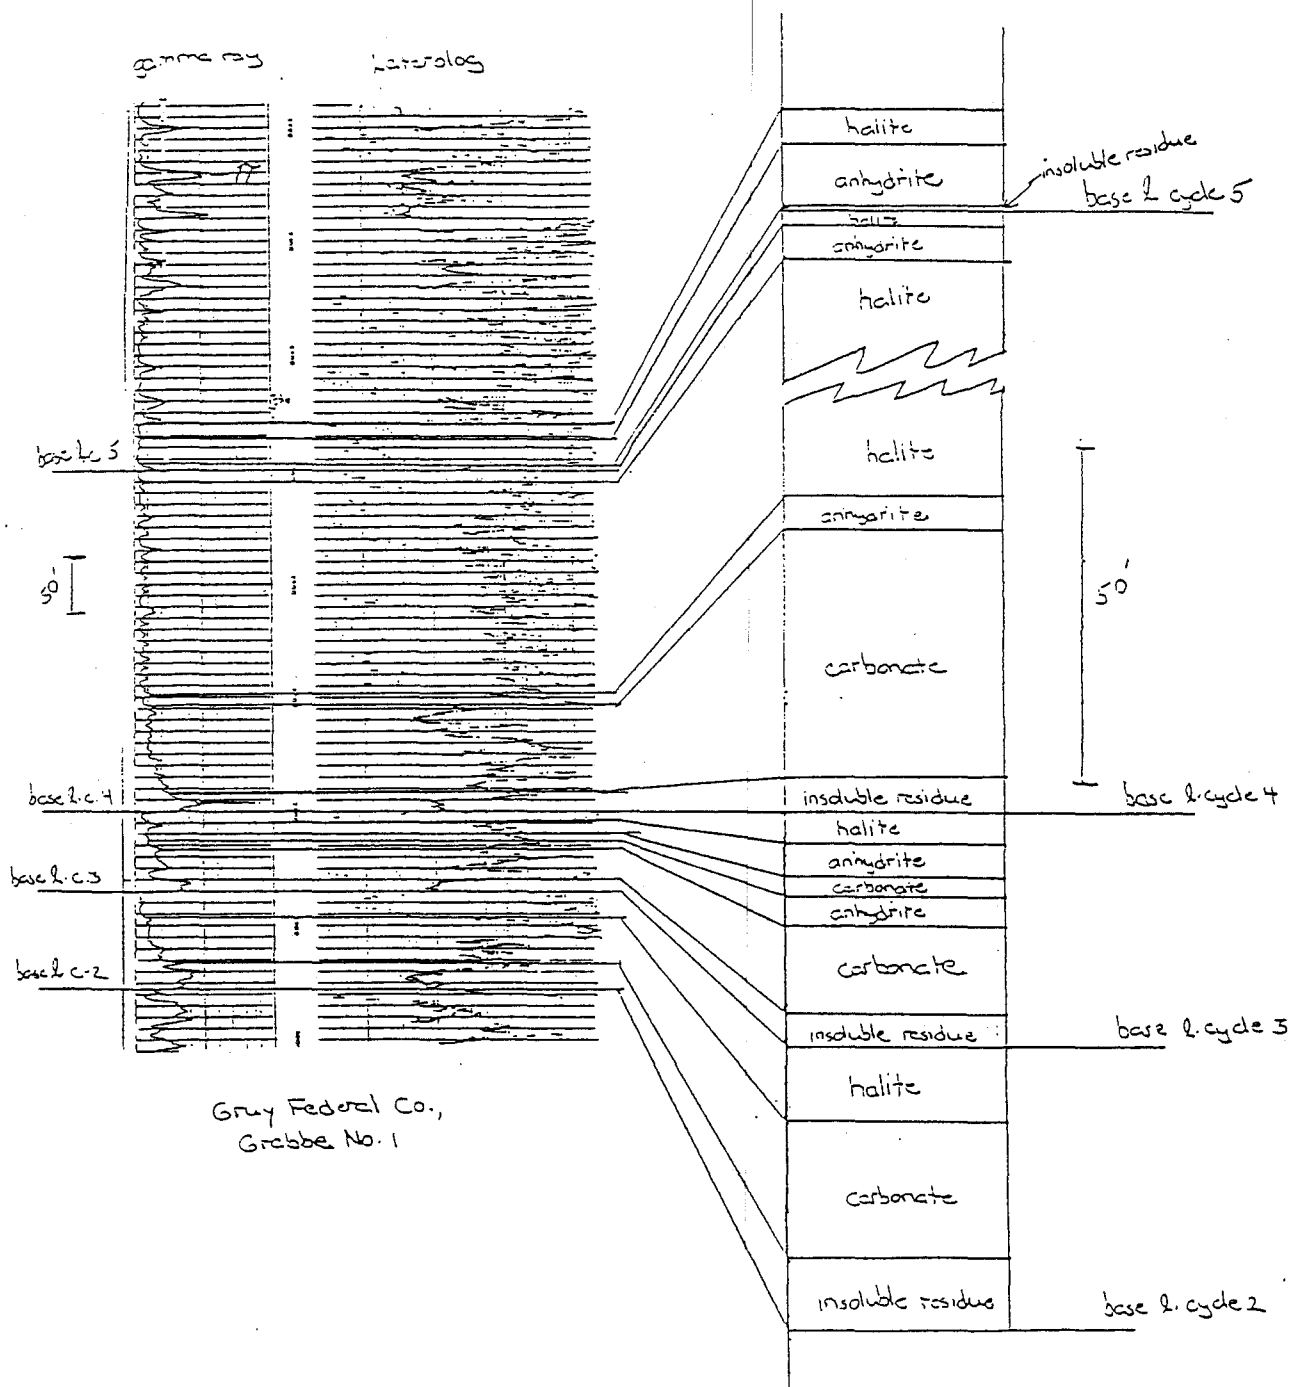 gamma ray
Laterolog
halite
anhydrite
insoluble residue
base l. cycle 5
halite
anhydrite
halite
base l.c 5
halite
anhydrite
50'
50'
carbonate
base l.c.4
insoluble residue
base l. cycle 4
halite
anhydrite
carbonate
anhydrite
base l.c.3
carbonate
base l.c-2
insoluble residue
base l. cycle 3
halite
Gruy Federal Co.,
Grabbe No. 1
carbonate
insoluble residue
base l. cycle 2